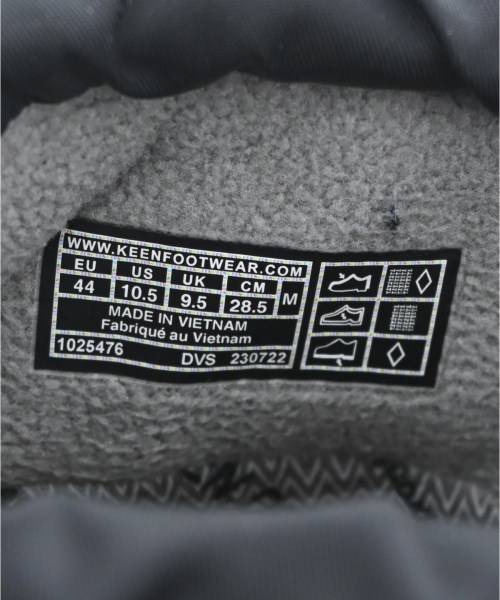 WWW.KEENFOOTWEAR.COM
EU US UK CM M
44 10.5 9.5 28.5
MADE IN VIETNAM
Fabriqué au Vietnam
1025476 DVS 230722